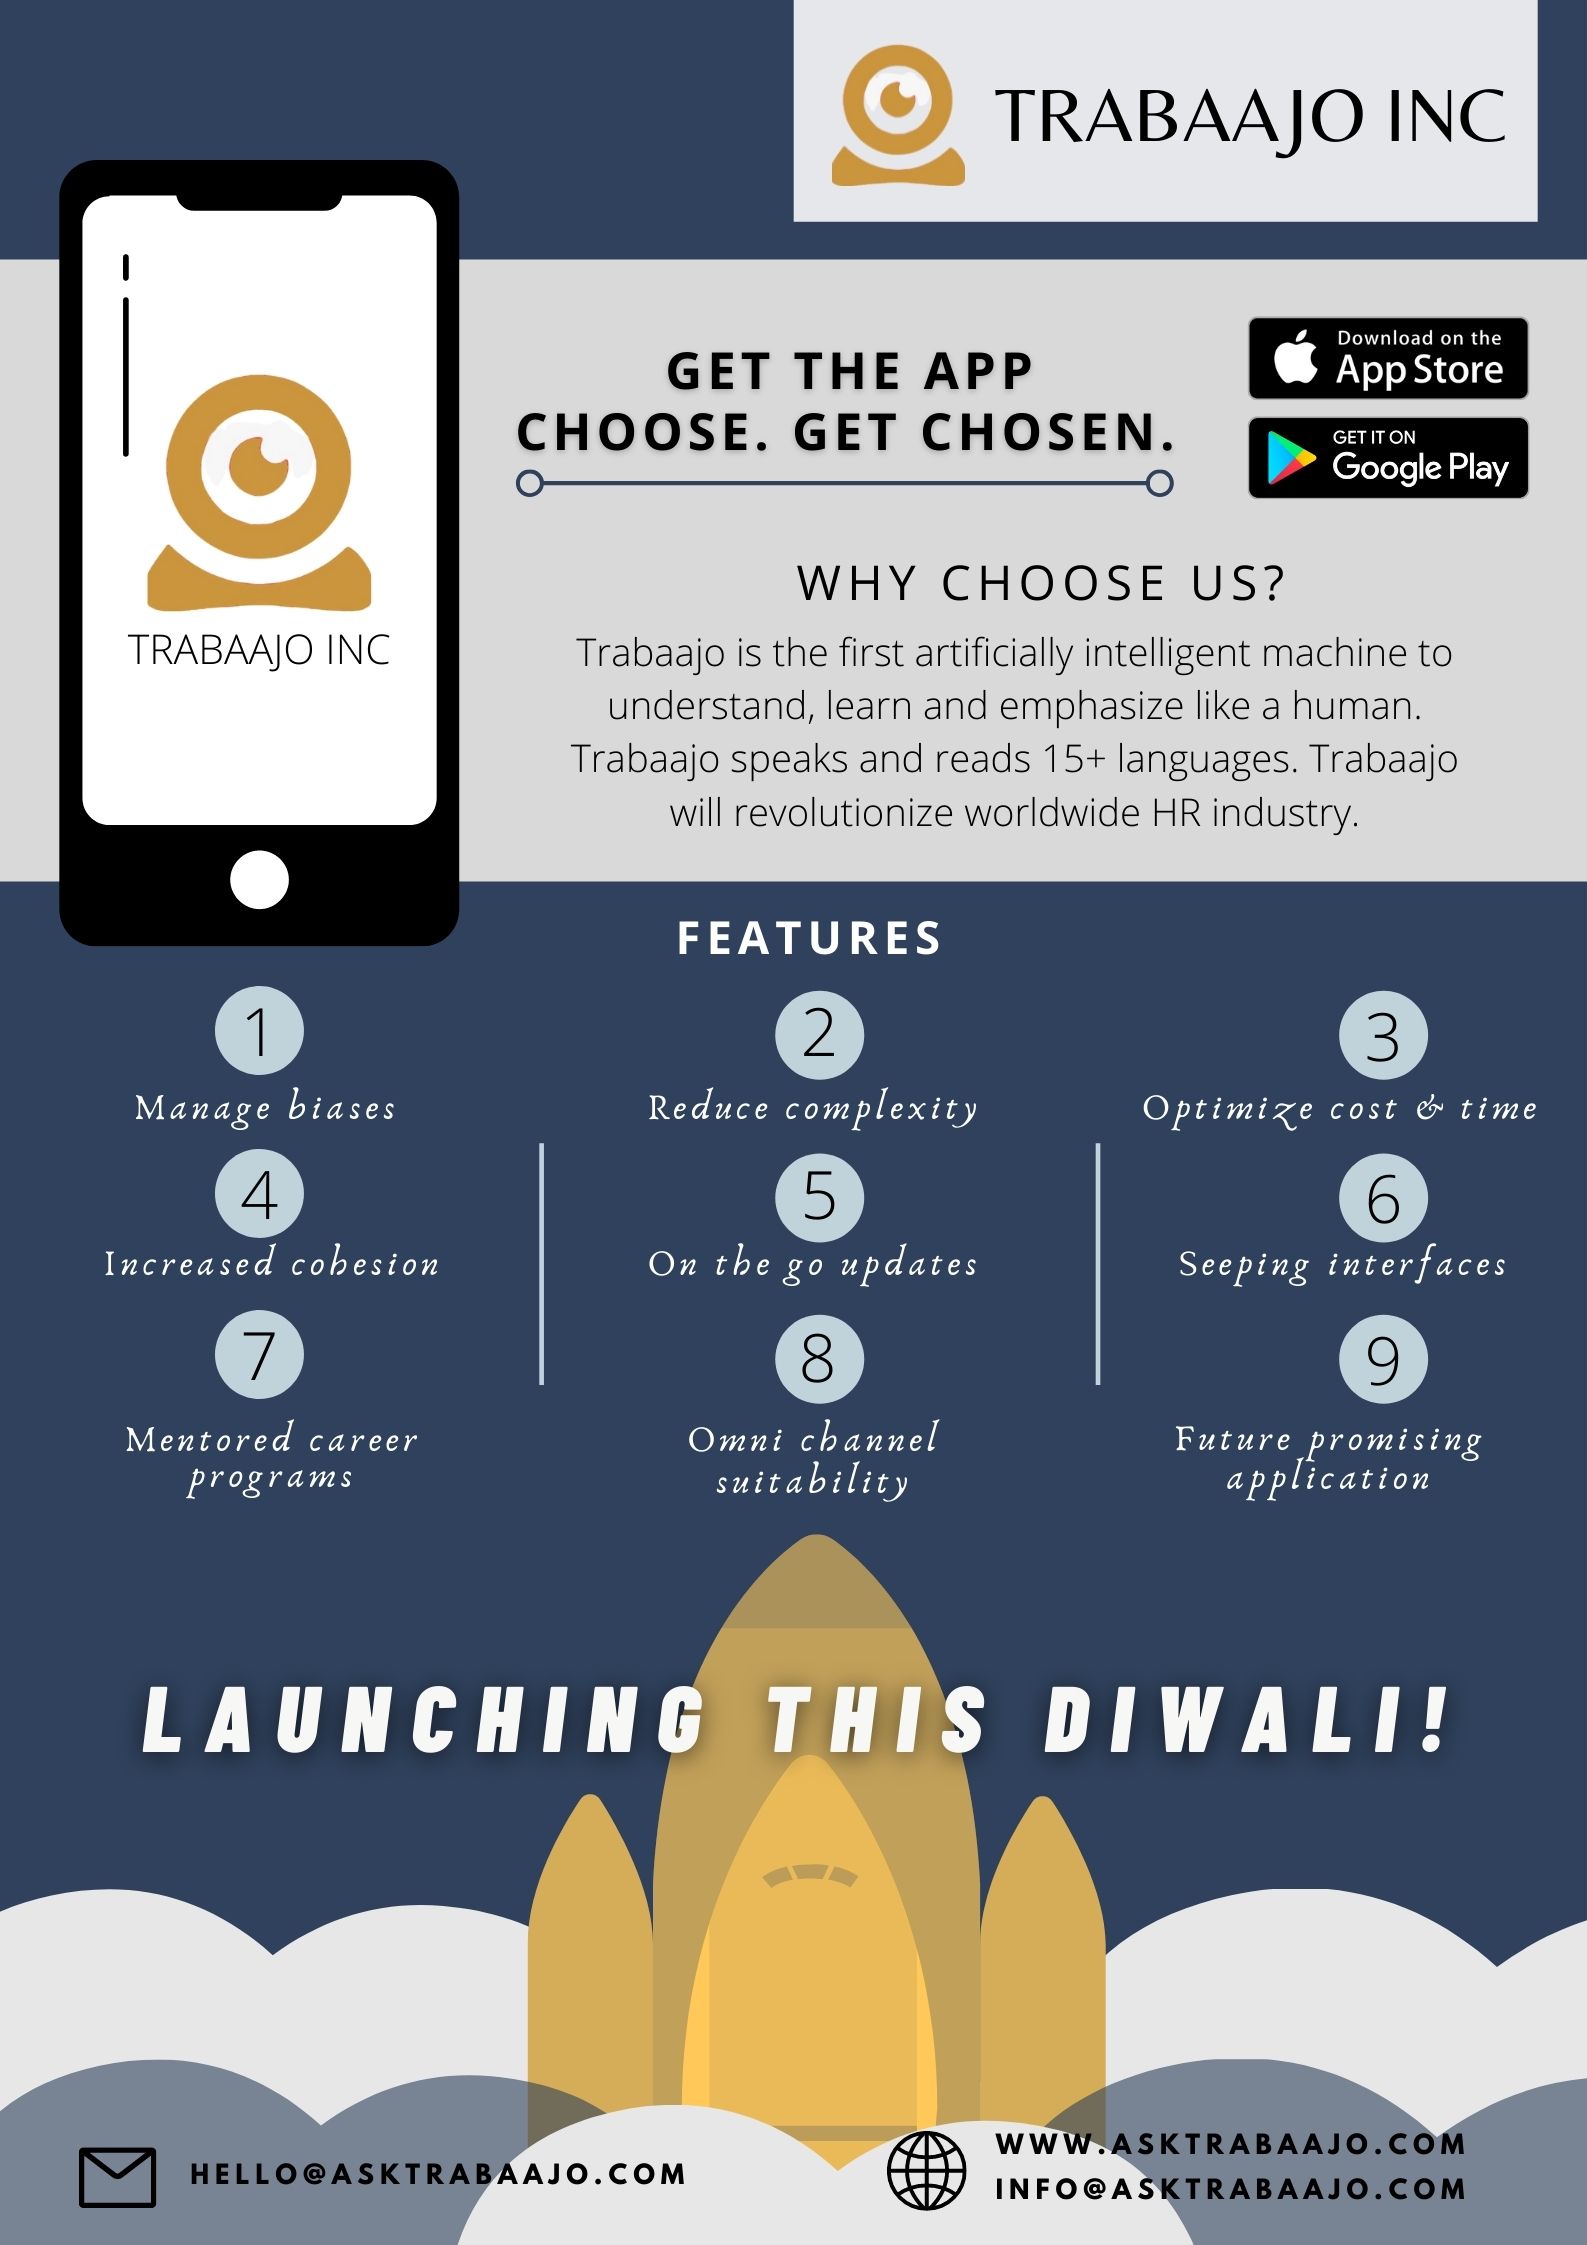 TRABAAJO INC
Download on the
App Store
GET THE APP
CHOOSE. GET CHOSEN.
GET IT ON
Google Play
WHY CHOOSE US?
TRABAAJO INC
Trabaajo is the first artificially intelligent machine to
understand, learn and emphasize like a human.
Trabaajo speaks and reads 15+ languages. Trabaajo
will revolutionize worldwide HR industry.
FEATURES
1
Manage biases
2
Reduce complexity
3
Optimize cost & time
4
Increased cohesion
5
On the go updates
6
Seeping interfaces
7
Mentored career
programs
8
Omni channel
suitability
9
Future promising
application
LAUNCHING THIS DIWALI!
HELLO@ASKTRABAAJO.COM
WWW.ASKTRABAAJO.COM
INFO@ASKTRABAAJO.COM